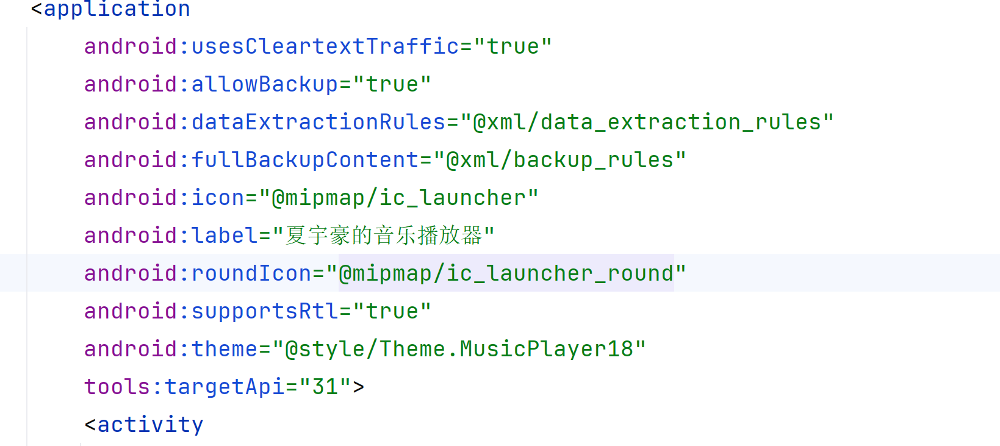 <application
android:usesCleartextTraffic="true"
android:allowBackup="true"
android:dataExtractionRules="@xml/data_extraction_rules"
android:fullBackupContent="@xml/backup_rules"
android:icon="@mipmap/ic_launcher"
android:label="夏宇豪的音乐播放器"
android:roundIcon="@mipmap/ic_launcher_round"
android:supportsRtl="true"
android:theme="@style/Theme.MusicPlayer18"
tools:targetApi="31">
<activity